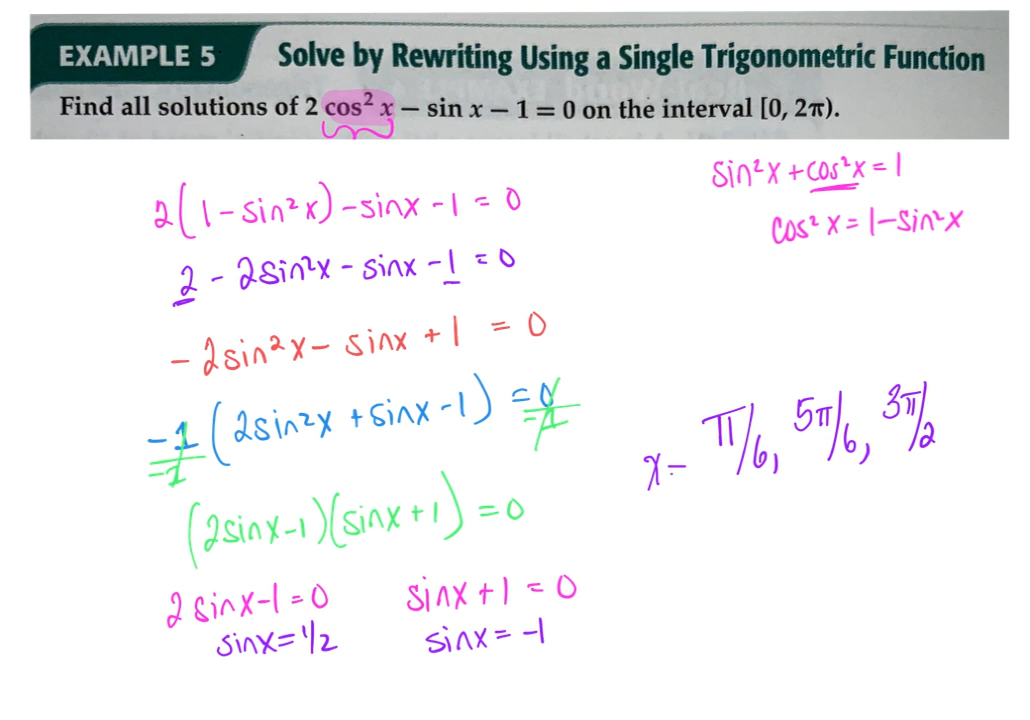 EXAMPLE 5 Solve by Rewriting Using a Single Trigonometric Function
Find all solutions of 2 cos² x − sin x − 1 = 0 on the interval [0, 2π).
sin²x + cos²x = 1
cos²x = 1 − sin²x
2(1 − sin²x) − sinx − 1 = 0
2 − 2sin²x − sinx − 1 = 0
− 2sin²x − sinx + 1 = 0
−1(2sin²x + sinx − 1) = 0
−1 −1
(2sinx−1)(sinx+1) = 0
2sinx−1=0 sinx+1=0
sinx=1/2 sinx=−1
x= π/6, 5π/6, 3π/2